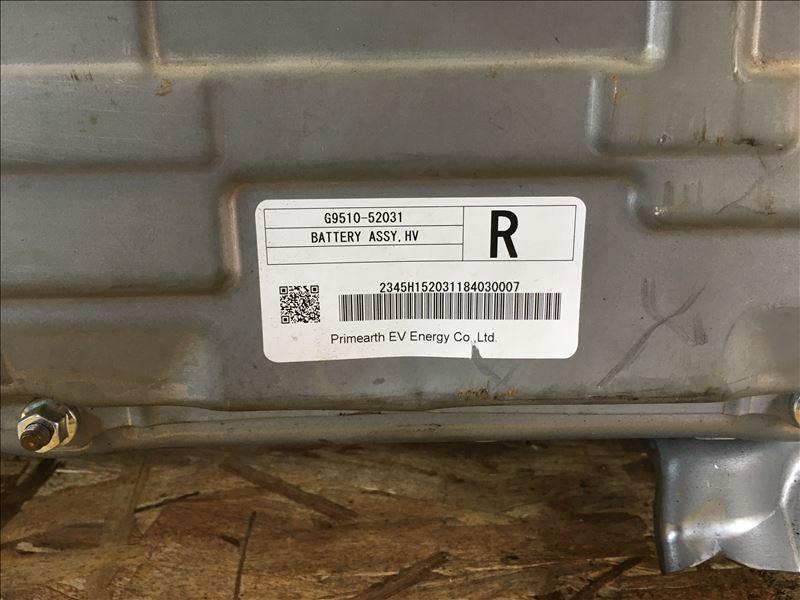 G9510-52031
BATTERY ASSY,HV
R
2345H152031184030007
Primearth EV Energy Co.,Ltd.